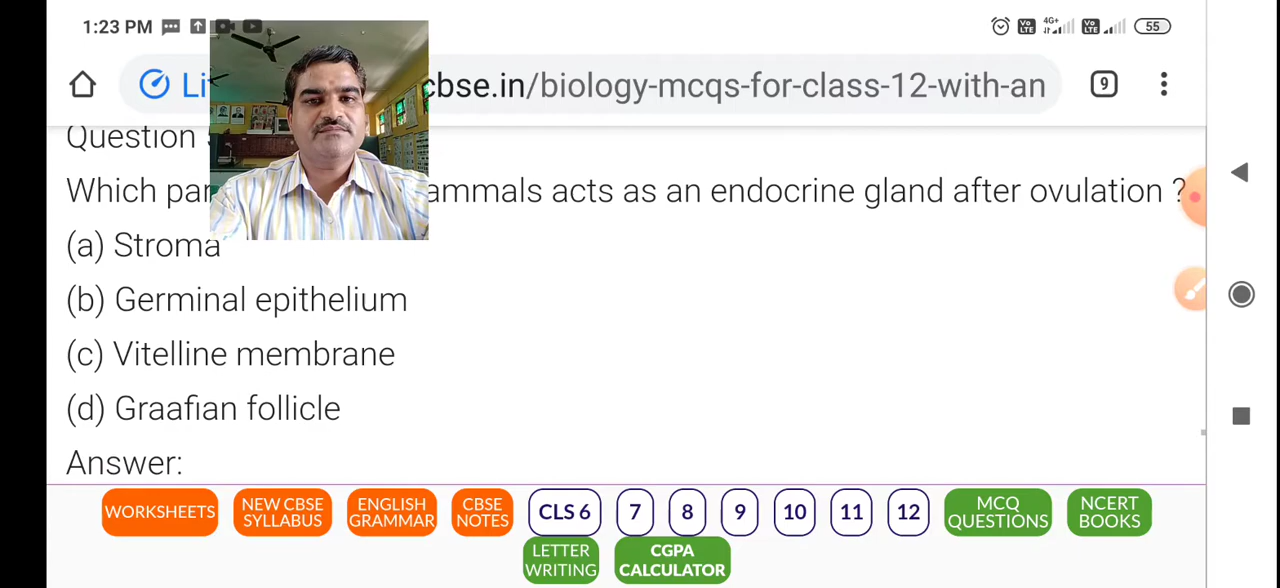 1:23 PM
4G+ 55
cbse.in/biology-mcqs-for-class-12-with-an 9
Question
Which ammals acts as an endocrine gland after ovulation ?
(a) Stroma
(b) Germinal epithelium
(c) Vitelline membrane
(d) Graafian follicle
Answer:
WORKSHEETS NEW CBSE SYLLABUS ENGLISH GRAMMAR CBSE NOTES CLS 6 7 8 9 10 11 12 MCQ QUESTIONS NCERT BOOKS
LETTER WRITING CGPA CALCULATOR